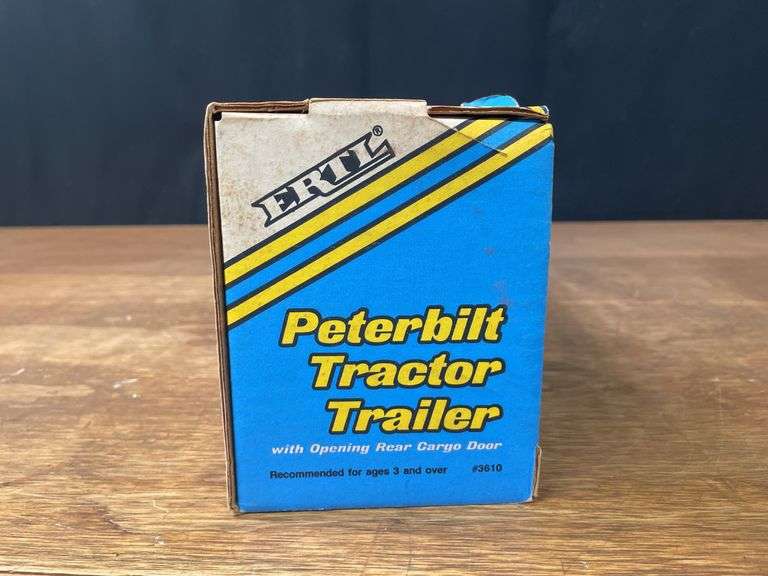 ERTL®
Peterbilt
Tractor
Trailer
with Opening Rear Cargo Door
Recommended for ages 3 and over #3610